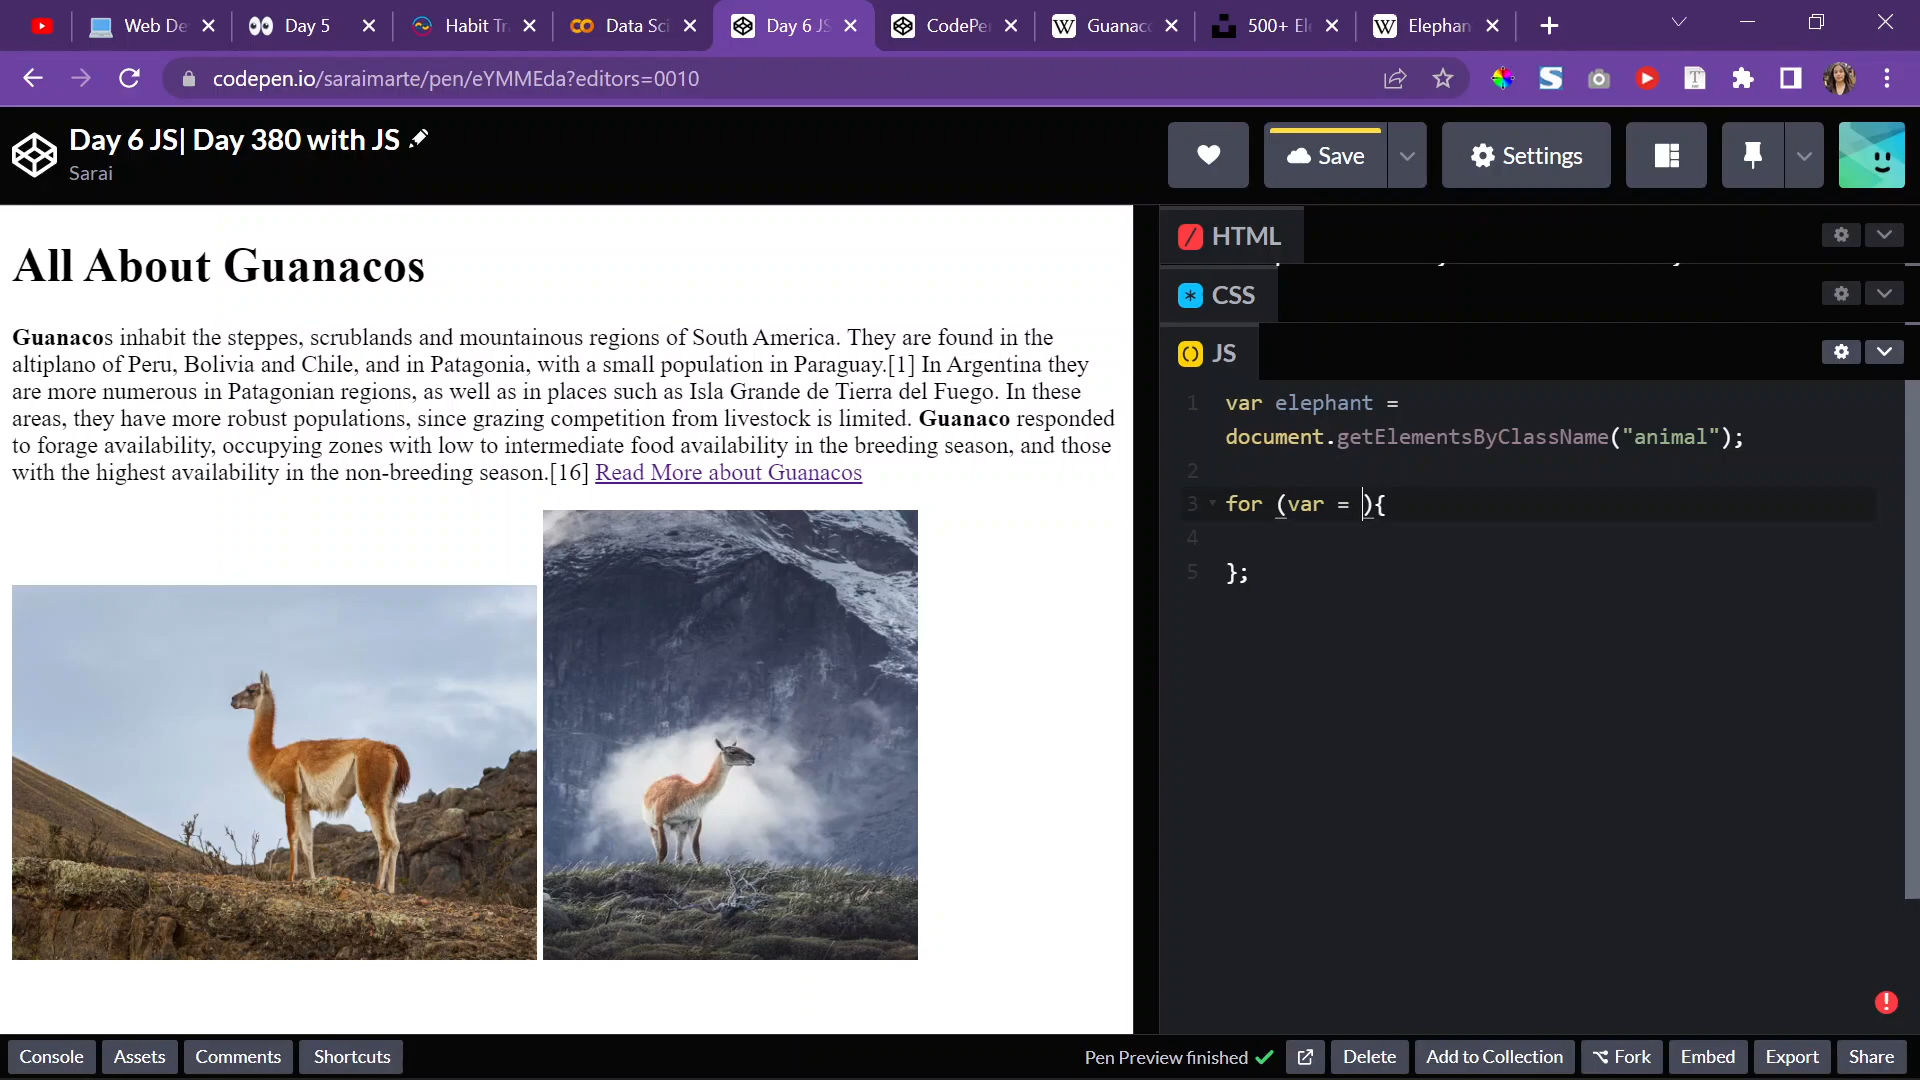 Web De
Day 5
Habit Tr
Data Sci
Day 6 JS
CodePe
Guanaco
500+ El
Elephan
codepen.io/saraimarte/pen/eYMMEda?editors=0010
Day 6 JS| Day 380 with JS
Sarai
Save
Settings
All About Guanacos
Guanacos inhabit the steppes, scrublands and mountainous regions of South America. They are found in the
altiplano of Peru, Bolivia and Chile, and in Patagonia, with a small population in Paraguay.[1] In Argentina they
are more numerous in Patagonian regions, as well as in places such as Isla Grande de Tierra del Fuego. In these
areas, they have more robust populations, since grazing competition from livestock is limited. Guanaco responded
to forage availability, occupying zones with low to intermediate food availability in the breeding season, and those
with the highest availability in the non-breeding season.[16] Read More about Guanacos
HTML
CSS
JS
1 var elephant =
document.getElementsByClassName("animal");
2
3 for (var = ){
4
5 };
Console Assets Comments Shortcuts
Pen Preview finished Delete Add to Collection Fork Embed Export Share